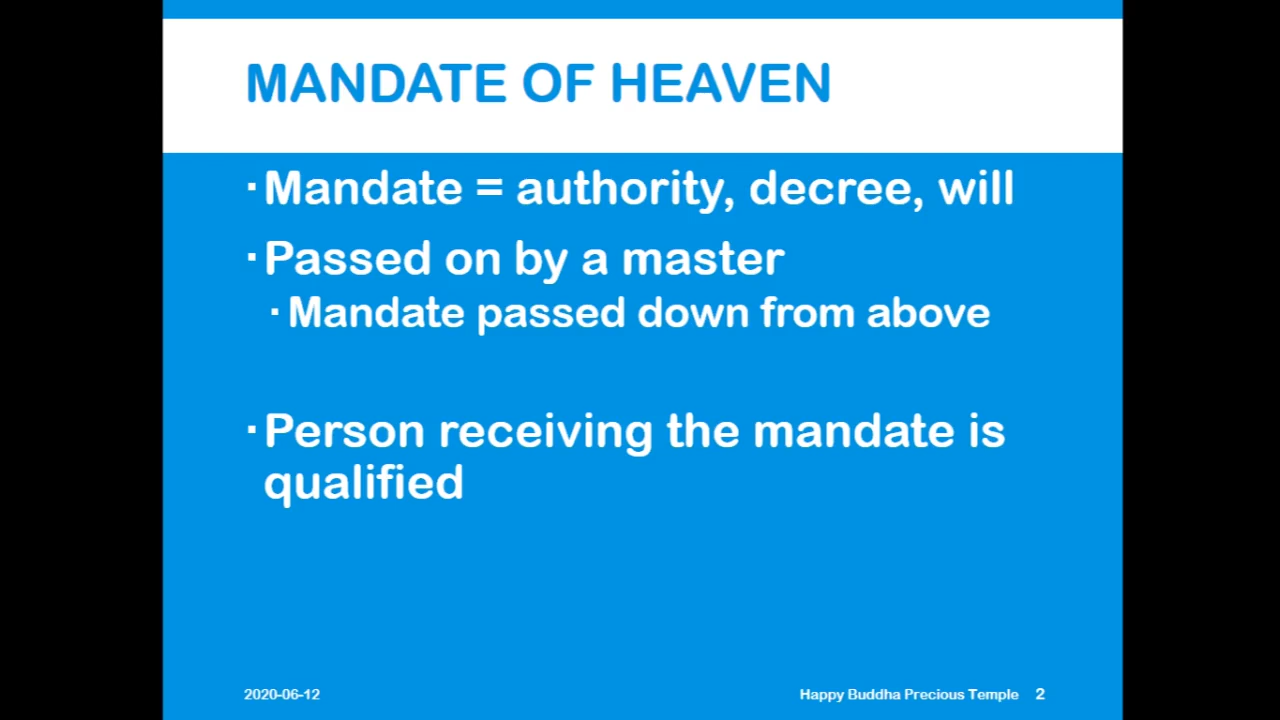 MANDATE OF HEAVEN
▪ Mandate = authority, decree, will
▪ Passed on by a master
▪ Mandate passed down from above
▪ Person receiving the mandate is
qualified
2020-06-12
Happy Buddha Precious Temple 2